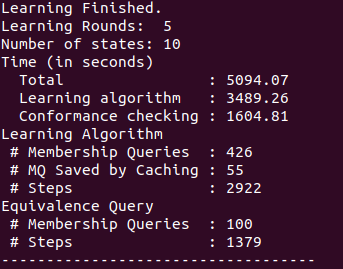 Learning Finished.
Learning Rounds:  5
Number of states: 10
Time (in seconds)
  Total                : 5094.07
  Learning algorithm   : 3489.26
  Conformance checking : 1604.81
Learning Algorithm
 # Membership Queries  : 426
 # MQ Saved by Caching : 55
 # Steps               : 2922
Equivalence Query
 # Membership Queries  : 100
 # Steps               : 1379
-----------------------------------